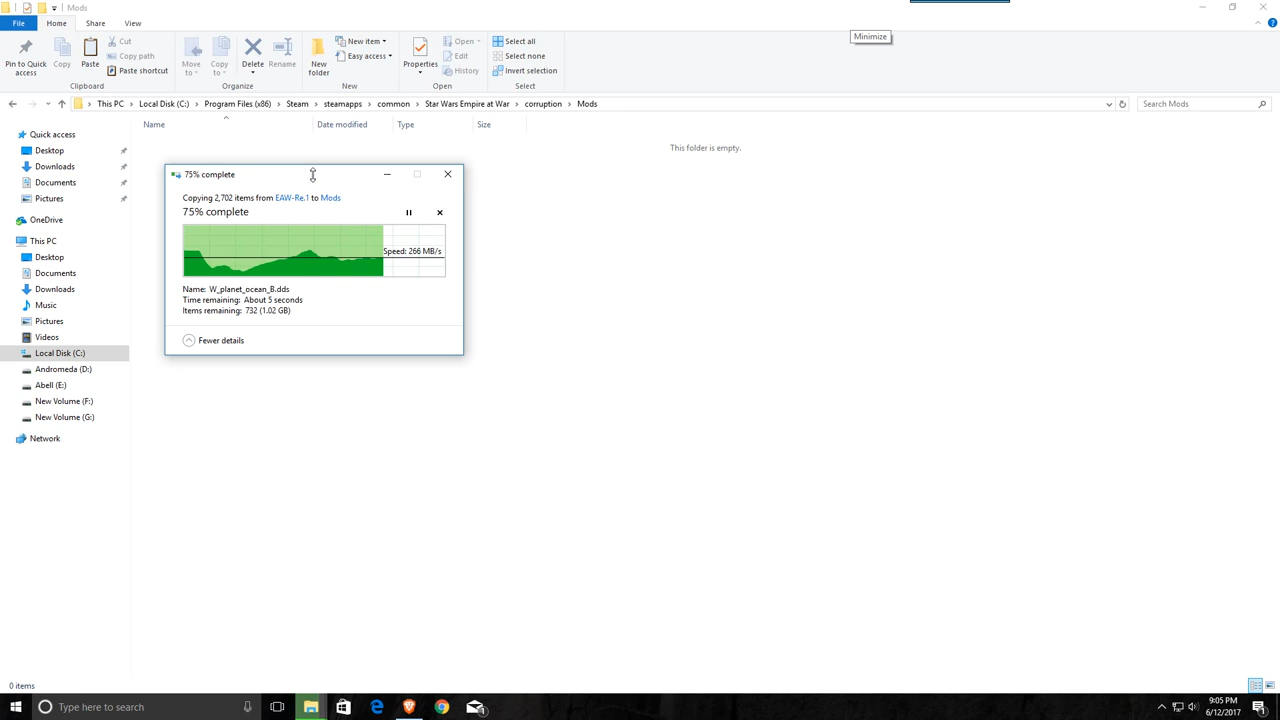 Mods
File
Home
Share
View
Minimize
Pin to Quick access
Copy
Paste
Cut
Copy path
Paste shortcut
Move to
Copy to
Delete
Rename
New folder
New item
Easy access
Properties
Open
Edit
History
Select all
Select none
Invert selection
Clipboard
Organize
New
Open
Select
This PC > Local Disk (C:) > Program Files (x86) > Steam > steamapps > common > Star Wars Empire at War > corruption > Mods
Search Mods
Name
Date modified
Type
Size
This folder is empty.
Quick access
Desktop
Downloads
Documents
Pictures
OneDrive
This PC
Desktop
Documents
Downloads
Music
Pictures
Videos
Local Disk (C:)
Andromeda (D:)
Abell (E:)
New Volume (F:)
New Volume (G:)
Network
75% complete
Copying 2,702 items from EAW-Re.1 to Mods
75% complete
Speed: 266 MB/s
Name: W_planet_ocean_B.dds
Time remaining: About 5 seconds
Items remaining: 732 (1.02 GB)
Fewer details
0 items
Type here to search
9:05 PM
6/12/2017